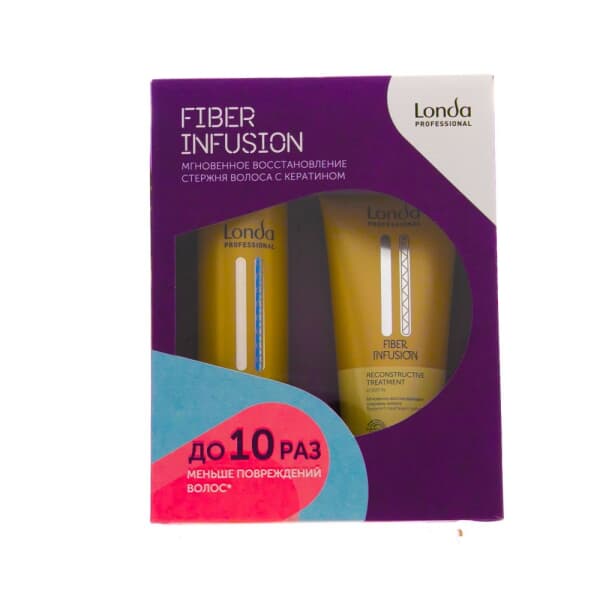 FIBER
INFUSION
МГНОВЕННОЕ ВОССТАНОВЛЕНИЕ
СТЕРЖНЯ ВОЛОСА С КЕРАТИНОМ
Londa
PROFESSIONAL
Londa
PROFESSIONAL
Londa
PROFESSIONAL
FIBER
INFUSION
RECONSTRUCTIVE
TREATMENT
ДО 10 РАЗ
МЕНЬШЕ ПОВРЕЖДЕНИЙ
ВОЛОС*